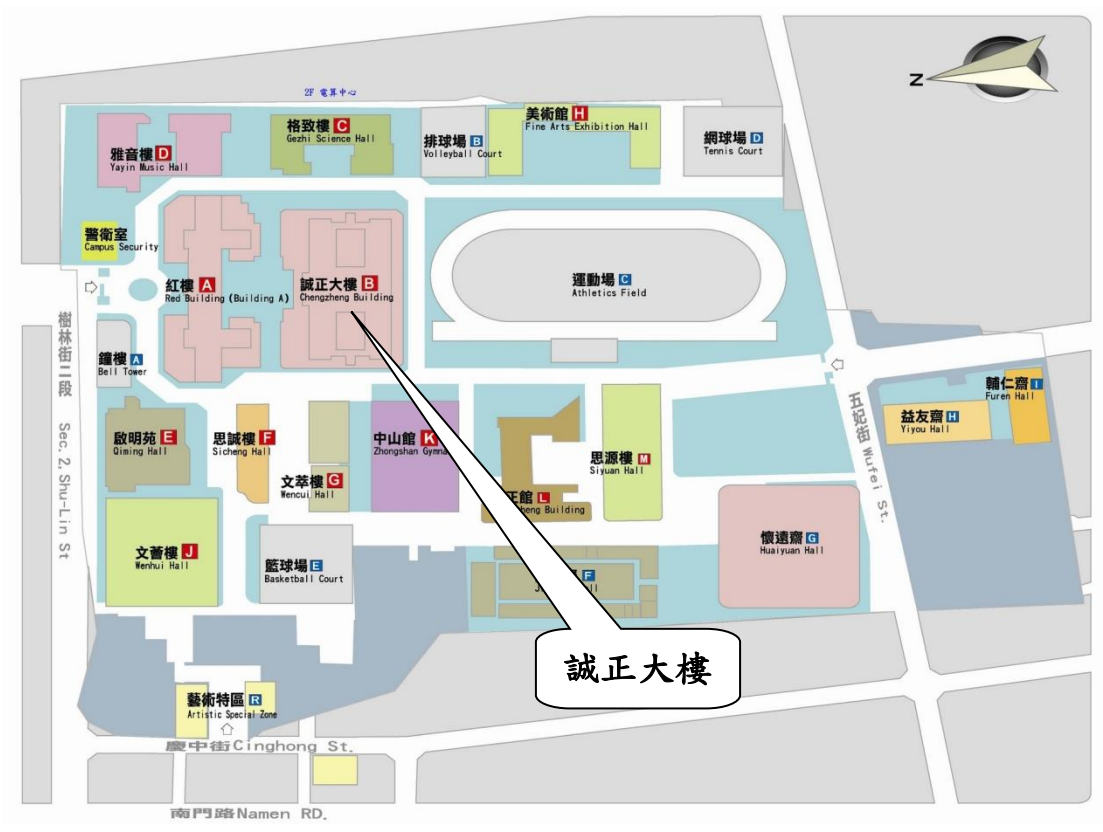 N
2F 電算中心
雅音樓 D
Yayin Music Hall
格致樓 C
Gezhi Science Hall
排球場 B
Volleyball Court
美術館 H
Fine Arts Exhibition Hall
網球場 D
Tennis Court
警衛室
Campus Security
紅樓 A
Red Building (Building A)
誠正大樓 B
Chengzheng Building
運動場 C
Athletics Field
鐘樓 A
Bell Tower
樹林街二段 Sec. 2. Shu-Lin St
啟明苑 E
Qiming Hall
思誠樓 F
Sicheng Hall
文萃樓 G
Wencui Hall
中山館 K
Zhongshan Gymna
正館 L
heng Building
思源樓 M
Siyuan Hall
五妃街 Wufei St.
益友齋 H
Yiyou Hall
輔仁齋 I
Furen Hall
文薈樓 J
Wenhui Hall
籃球場 E
Basketball Court
F
懷遠齋 G
Huaiyuan Hall
誠正大樓
藝術特區 R
Artistic Special Zone
慶中街Cinghong St.
南門路Namen RD.